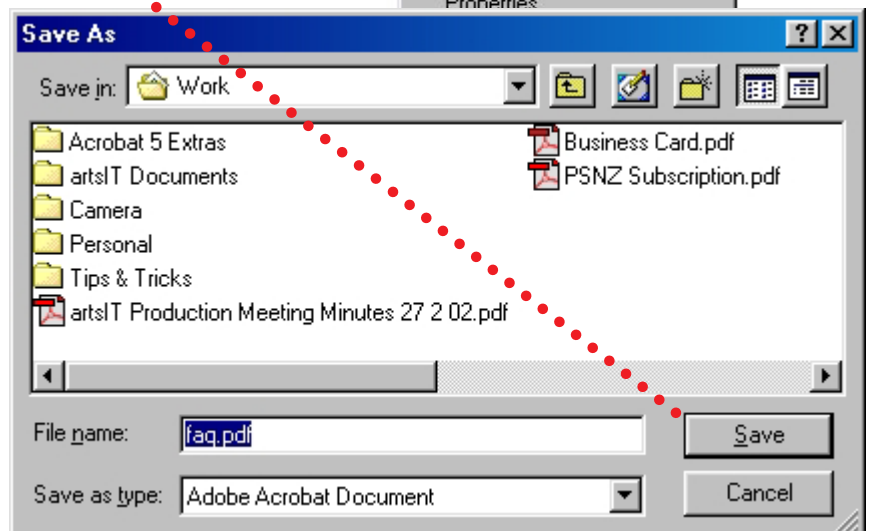 Properties
Save As
Save in: Work
Acrobat 5 Extras
artsIT Documents
Camera
Personal
Tips & Tricks
artsIT Production Meeting Minutes 27 2 02.pdf
Business Card.pdf
PSNZ Subscription.pdf
File name: faq.pdf Save
Save as type: Adobe Acrobat Document Cancel